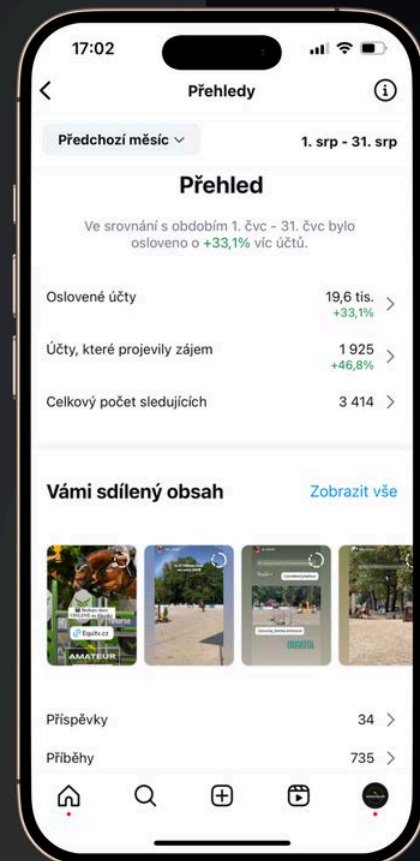 17:02
Přehledy
Předchozí měsíc
1. srp - 31. srp
Přehled
Ve srovnání s obdobím 1. čvc - 31. čvc bylo
osloveno o +33,1% víc účtů.
Oslovené účty
19,6 tis.
+33,1%
Účty, které projevily zájem
1 925
+46,8%
Celkový počet sledujících
3 414
Vámi sdílený obsah
Zobrazit vše
Equitv.cz
AMATEUR
Příspěvky
34
Příběhy
735